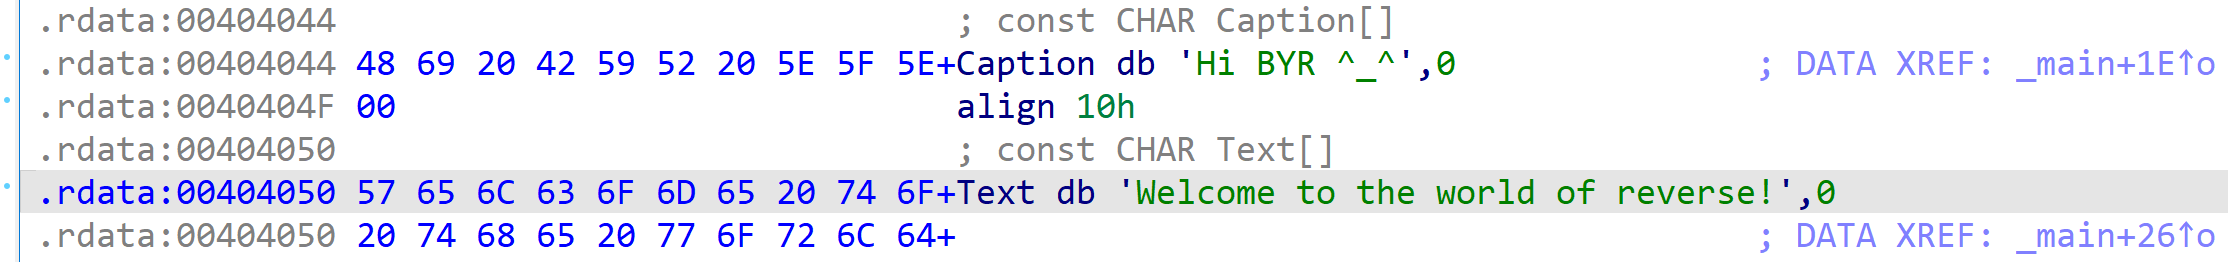 .rdata:00404044 ; const CHAR Caption[]
.rdata:00404044 48 69 20 42 59 52 20 5E 5F 5E+Caption db 'Hi BYR ^_^',0 ; DATA XREF: _main+1E↑o
.rdata:0040404F 00 align 10h
.rdata:00404050 ; const CHAR Text[]
.rdata:00404050 57 65 6C 63 6F 6D 65 20 74 6F+Text db 'Welcome to the world of reverse!',0
.rdata:00404050 20 74 68 65 20 77 6F 72 6C 64+ ; DATA XREF: _main+26↑o